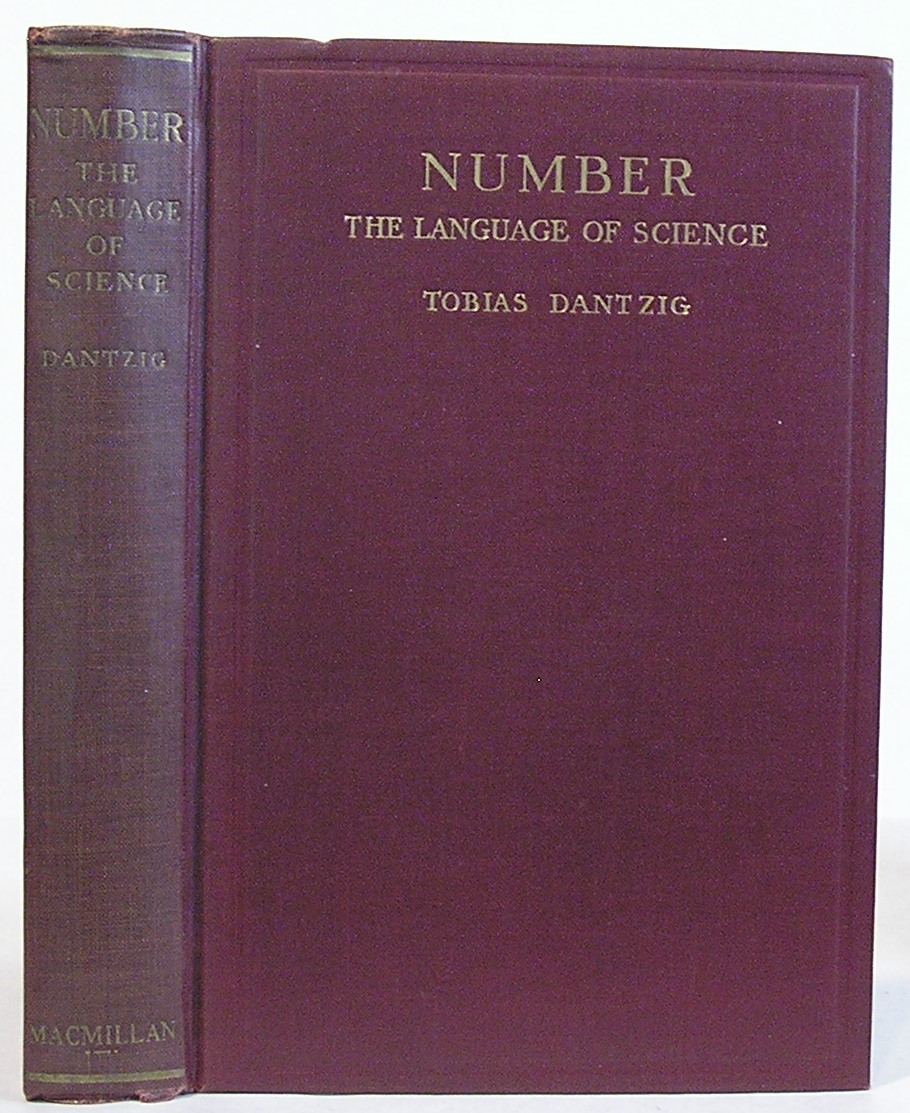 NUMBER
THE
LANGUAGE
OF
SCIENCE
DANTZIG
MACMILLAN
NUMBER
THE LANGUAGE OF SCIENCE
TOBIAS DANTZIG